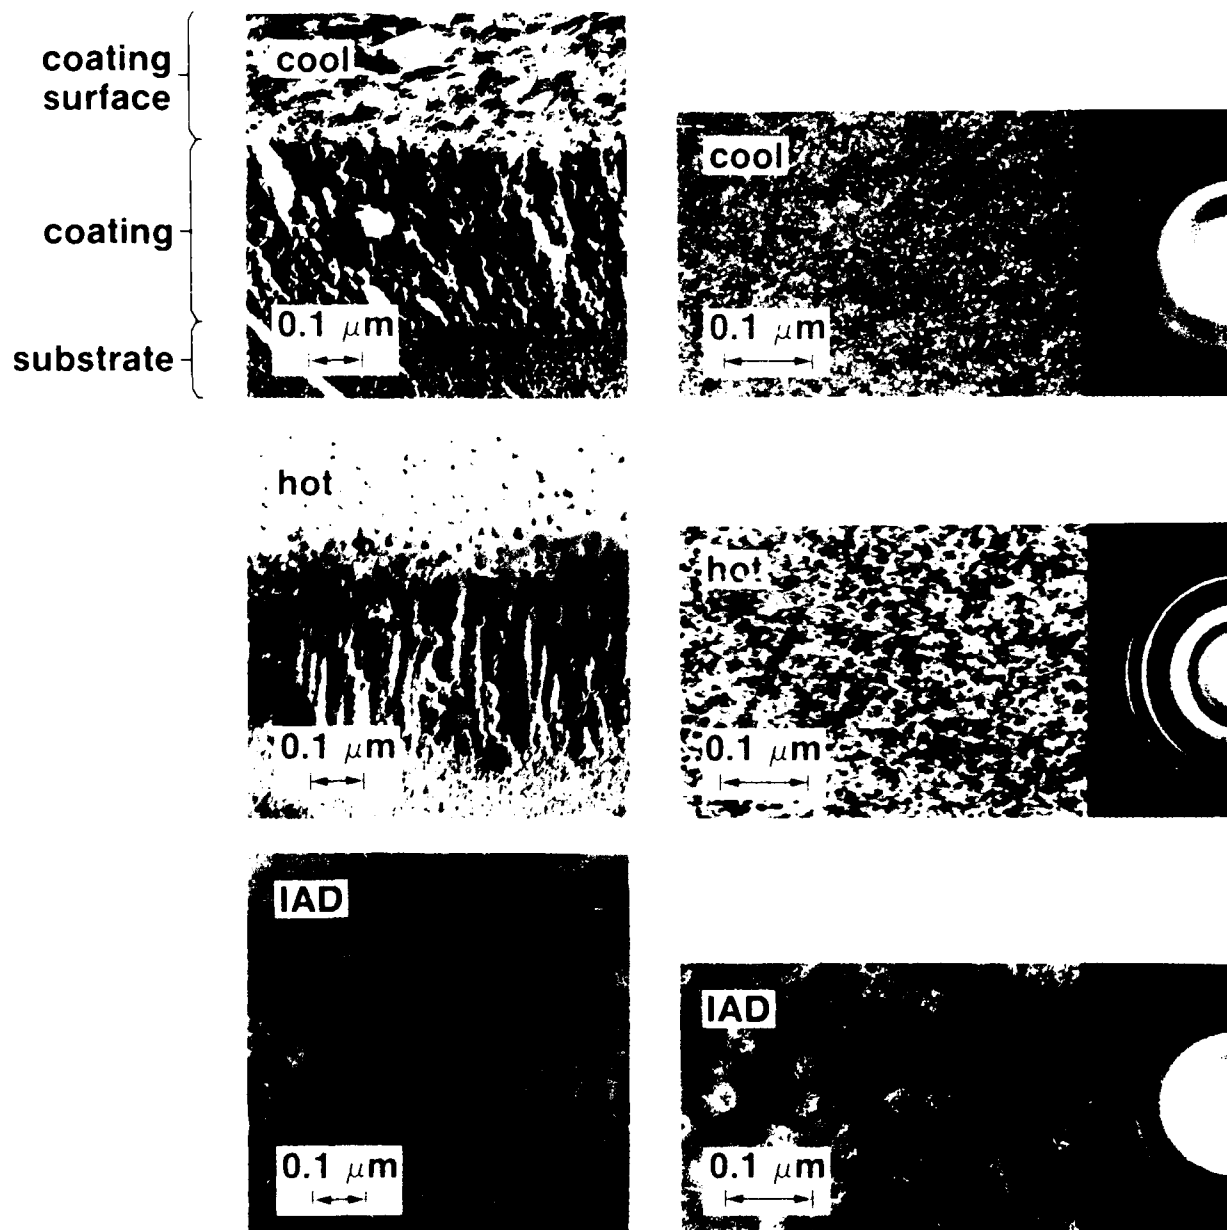 coating
surface
coating
substrate
cool
0.1 μm
cool
0.1 μm
hot
0.1 μm
hot
0.1 μm
IAD
0.1 μm
IAD
0.1 μm